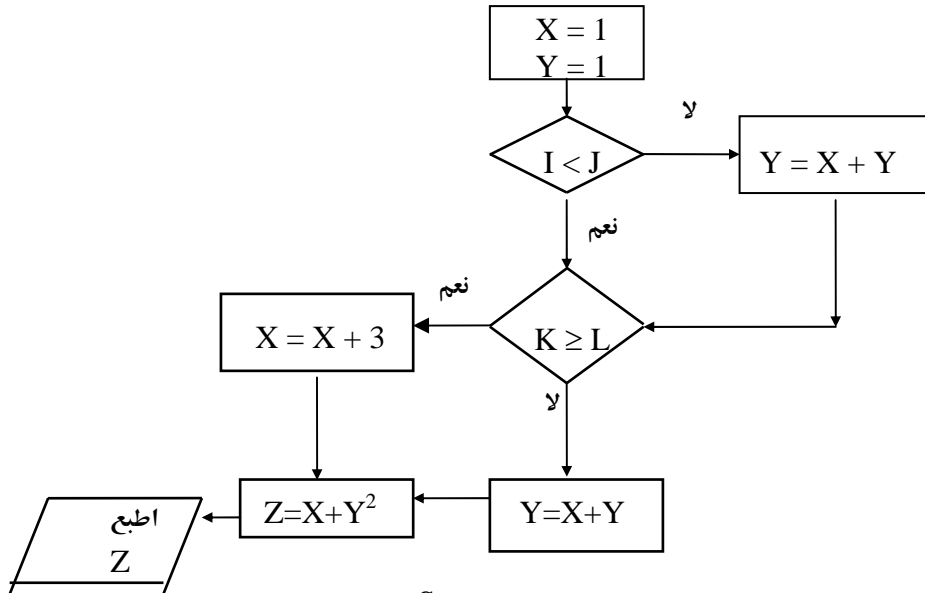 X = 1
Y = 1
لا
I < J
Y = X + Y
نعم
نعم
K ≥ L
X = X + 3
لا
Z=X+Y²
Y=X+Y
اطبع
Z